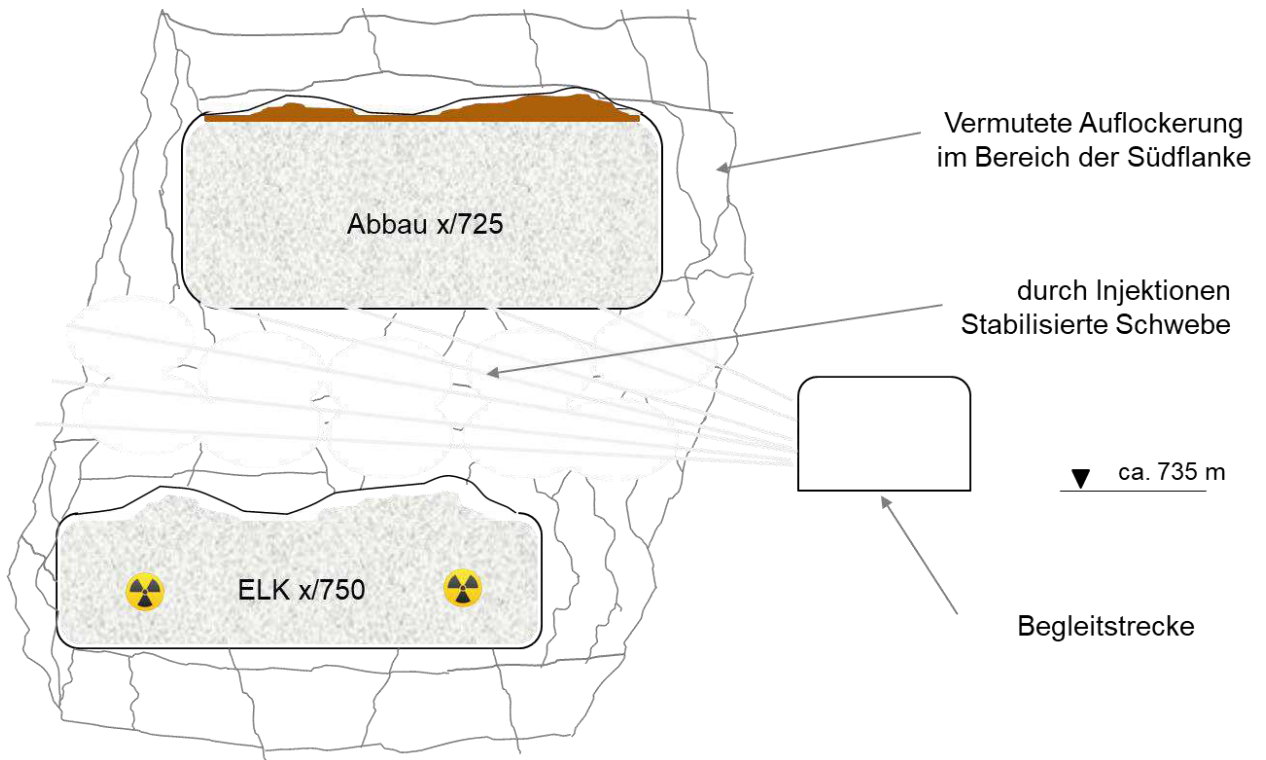 Vermutete Auflockerung
im Bereich der Südflanke
Abbau x/725
durch Injektionen
Stabilisierte Schwebe
ca. 735 m
ELK x/750
Begleitstrecke